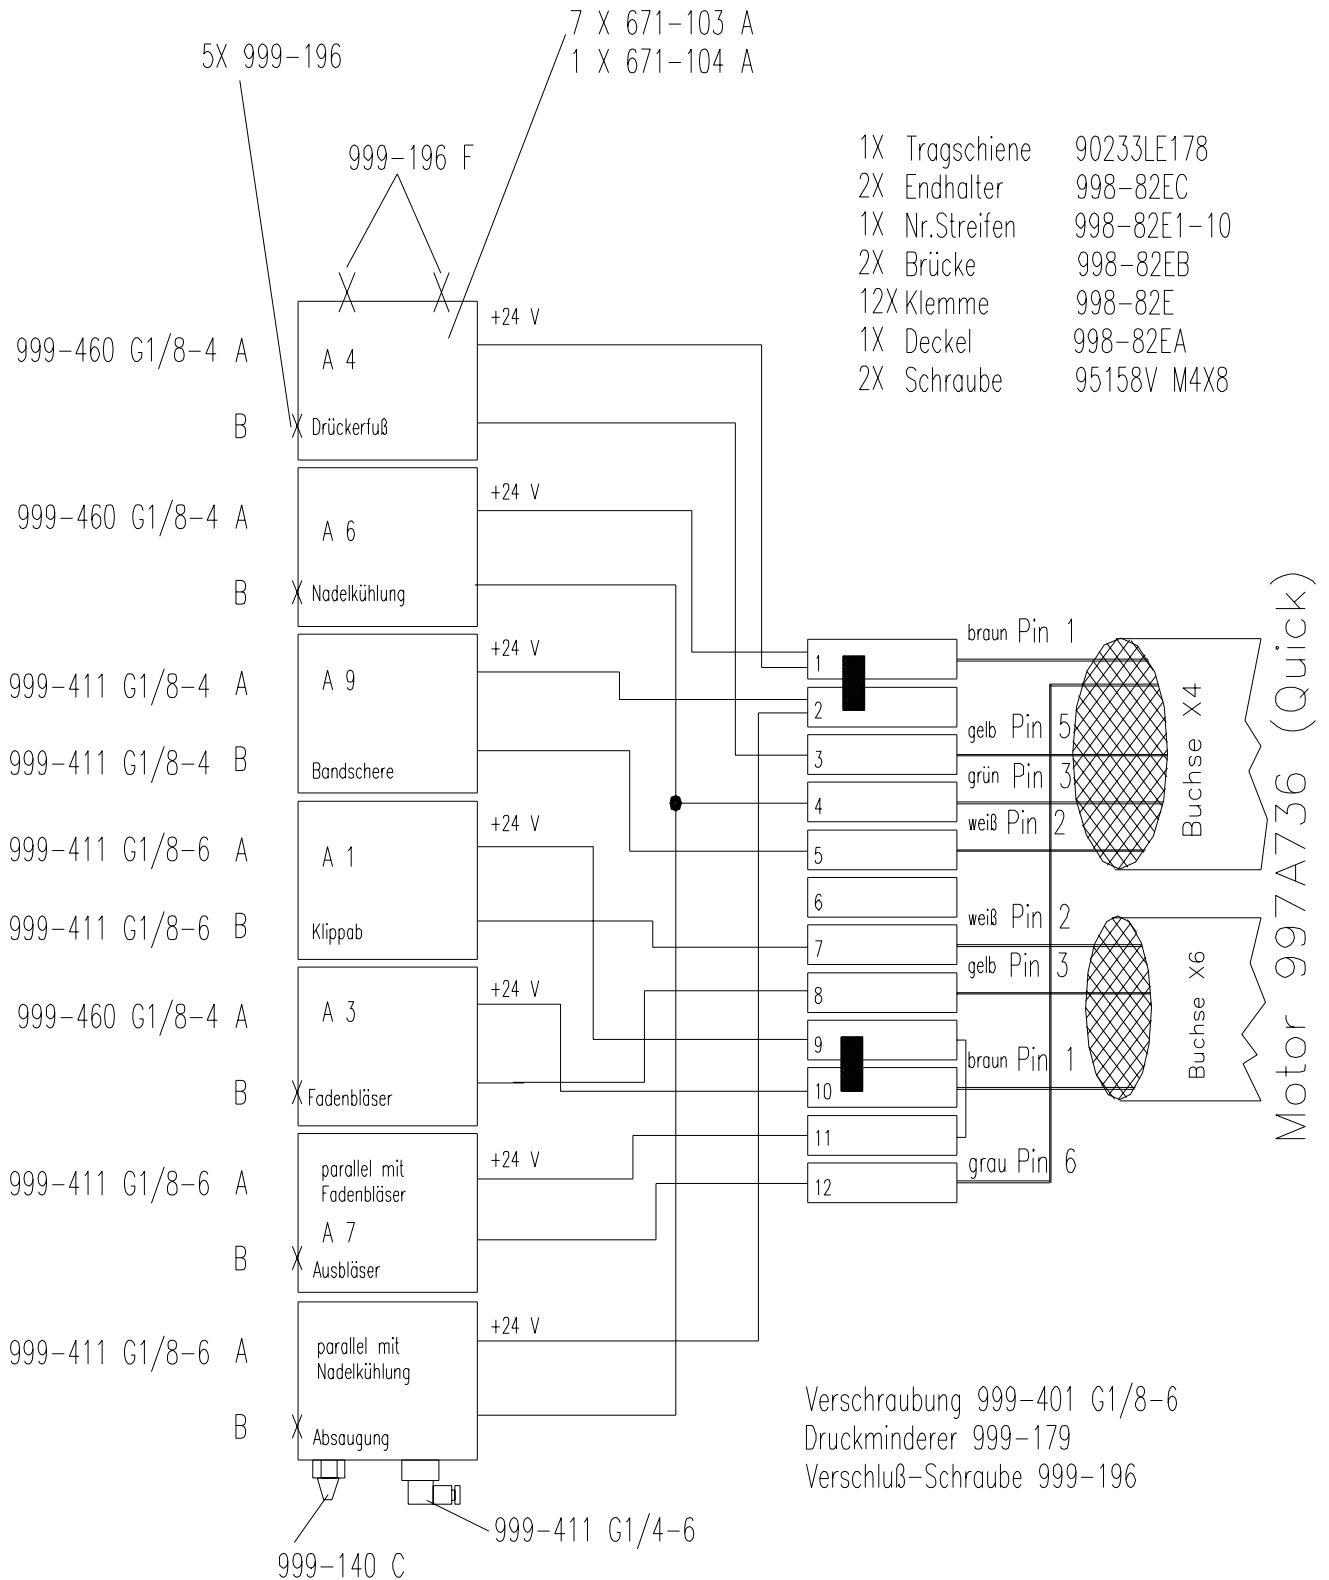 7 X 671-103 A
1 X 671-104 A
5X 999-196
999-196 F
1X Tragschiene 90233LE178
2X Endhalter 998-82EC
1X Nr.Streifen 998-82E1-10
2X Brücke 998-82EB
12X Klemme 998-82E
1X Deckel 998-82EA
2X Schraube 95158V M4X8
+24 V
999-460 G1/8-4 A
A 4
B
Drückerfuß
+24 V
999-460 G1/8-4 A
A 6
B
Nadelkühlung
+24 V
999-411 G1/8-4 A
A 9
999-411 G1/8-4 B
Bandschere
+24 V
999-411 G1/8-6 A
A 1
999-411 G1/8-6 B
Klippab
+24 V
999-460 G1/8-4 A
A 3
B
Fadenbläser
+24 V
parallel mit
Fadenbläser
999-411 G1/8-6 A
A 7
B
Ausbläser
+24 V
parallel mit
Nadelkühlung
999-411 G1/8-6 A
B
Absaugung
999-411 G1/4-6
999-140 C
1
2
3
4
5
6
7
8
9
10
11
12
braun Pin 1
gelb Pin 5
grün Pin 3
weiß Pin 2
weiß Pin 2
gelb Pin 3
braun Pin 1
grau Pin 6
Buchse X4
Buchse X6
Motor 997A736 (Quick)
Verschraubung 999-401 G1/8-6
Druckminderer 999-179
Verschluß-Schraube 999-196